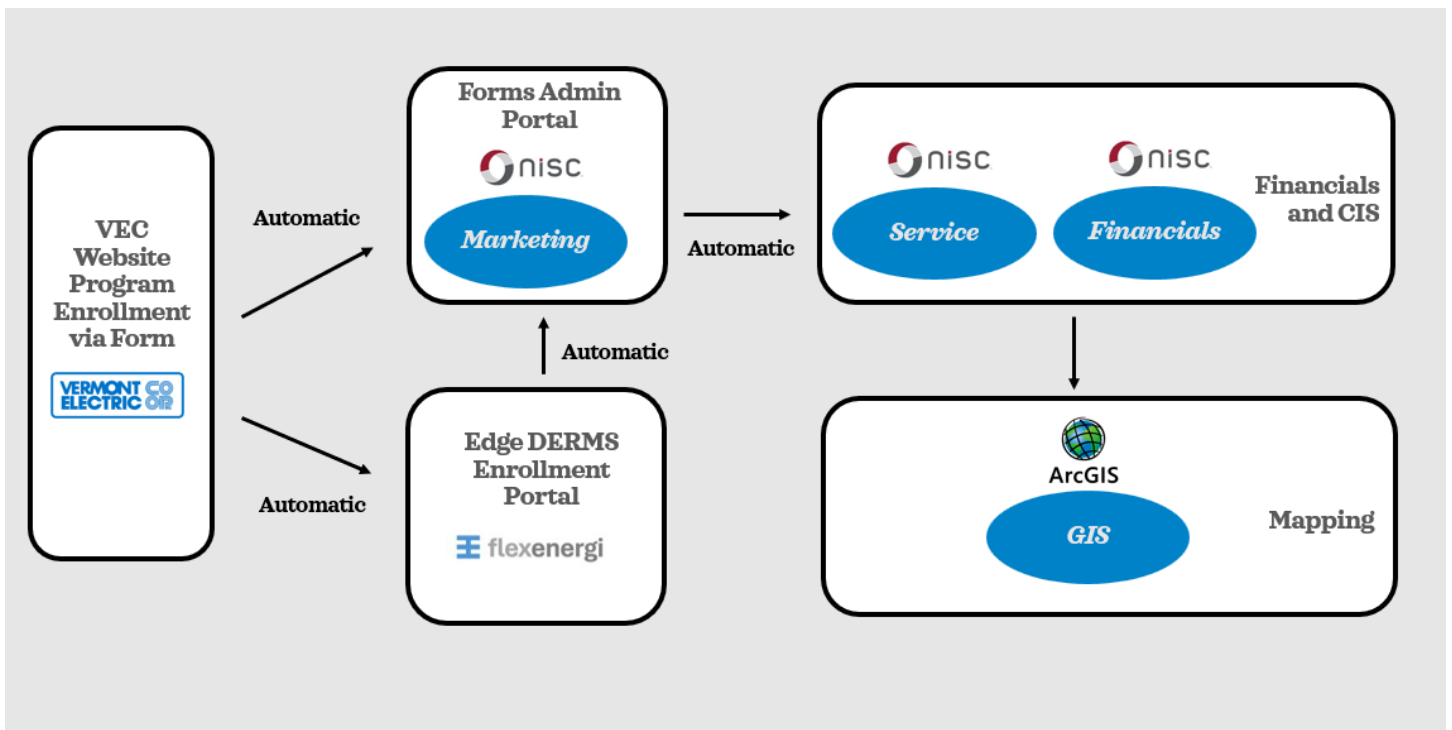 VEC
Website
Program
Enrollment
via Form
VERMONT CO
ELECTRIC OP
Automatic
Automatic
Forms Admin
Portal
nisc
Marketing
Automatic
Edge DERMS
Enrollment
Portal
flexenergi
Automatic
nisc
Service
nisc
Financials
Financials
and CIS
ArcGIS
GIS
Mapping